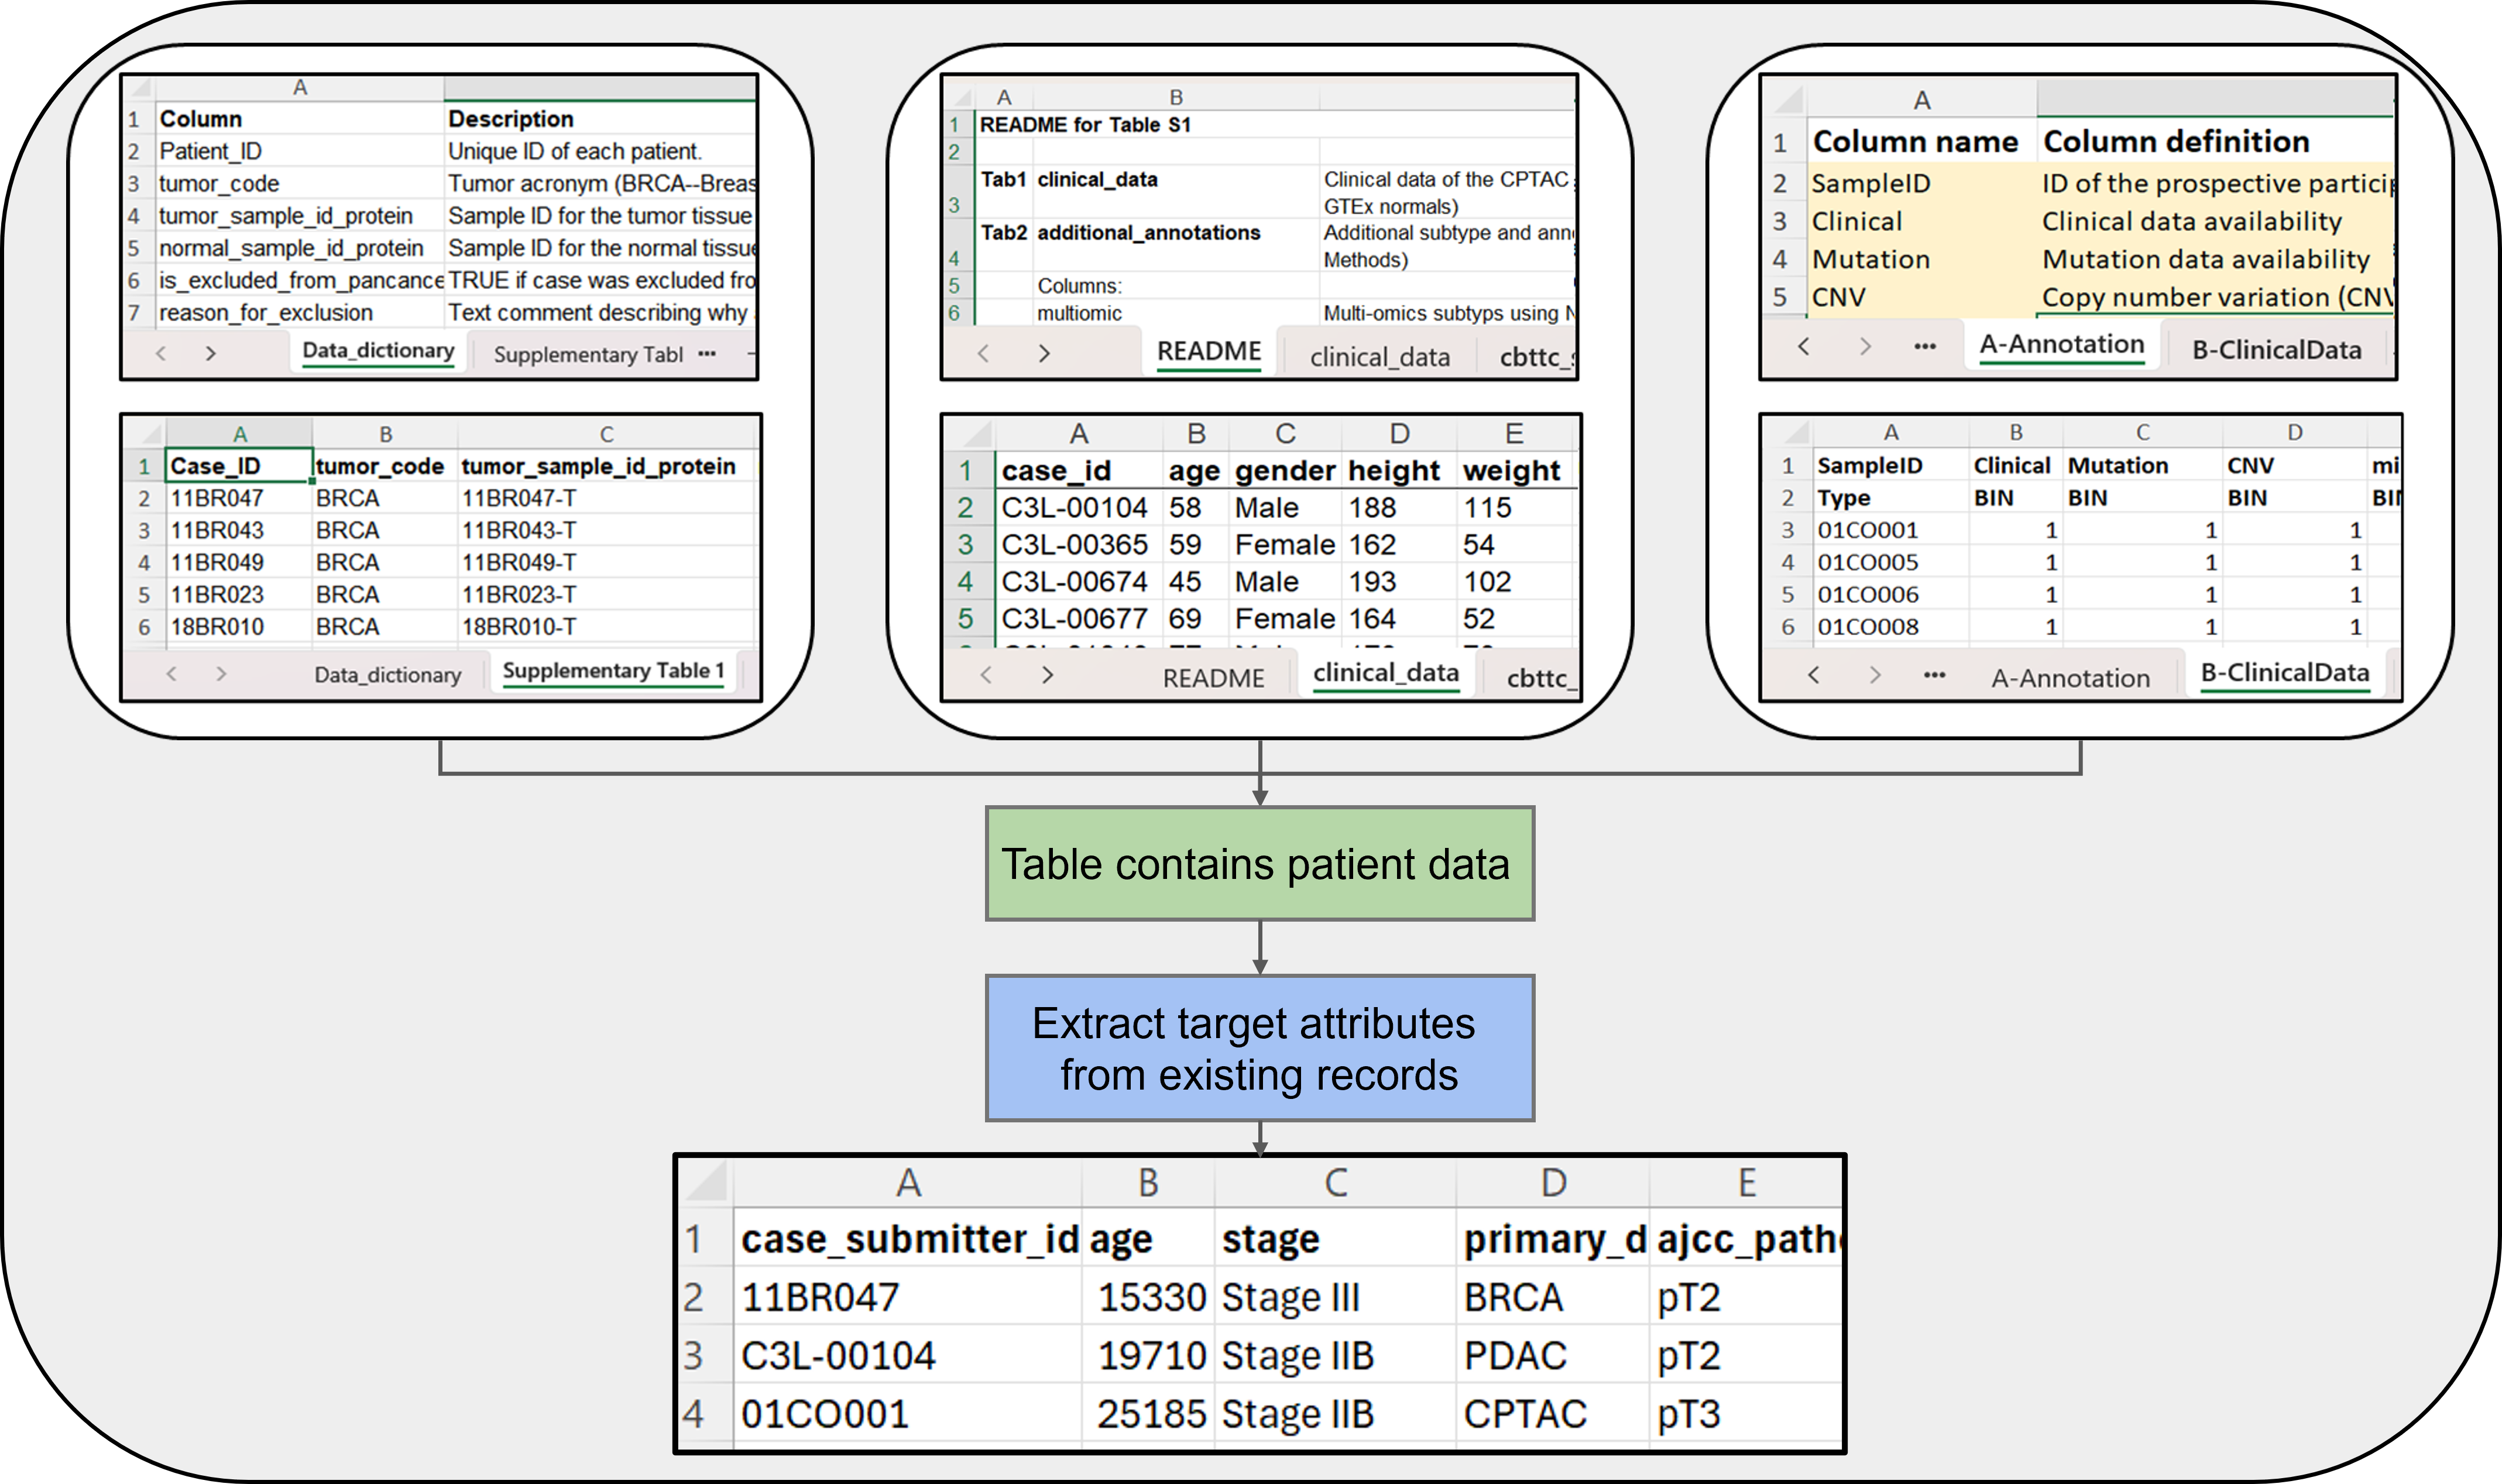 A
1 Column Description
2 Patient_ID Unique ID of each patient.
3 tumor_code Tumor acronym (BRCA--Breas
4 tumor_sample_id_protein Sample ID for the tumor tissue
5 normal_sample_id_protein Sample ID for the normal tissue
6 is_excluded_from_pancance TRUE if case was excluded fro
7 reason_for_exclusion Text comment describing why
< > Data_dictionary Supplementary Tabl ···
A B C
1 Case_ID tumor_code tumor_sample_id_protein
2 11BR047 BRCA 11BR047-T
3 11BR043 BRCA 11BR043-T
4 11BR049 BRCA 11BR049-T
5 11BR023 BRCA 11BR023-T
6 18BR010 BRCA 18BR010-T
< > Data_dictionary Supplementary Table 1
A B
1 README for Table S1
2
Tab1 clinical_data Clinical data of the CPTAC
3 GTEx normals)
Tab2 additional_annotations Additional subtype and ann
4 Methods)
5 Columns:
6 multiomic Multi-omics subtyps using N
< > README clinical_data cbttc_s
A B C D E
1 case_id age gender height weight
2 C3L-00104 58 Male 188 115
3 C3L-00365 59 Female 162 54
4 C3L-00674 45 Male 193 102
5 C3L-00677 69 Female 164 52
< > README clinical_data cbttc_
A
1 Column name Column definition
2 SampleID ID of the prospective particip
3 Clinical Clinical data availability
4 Mutation Mutation data availability
5 CNV Copy number variation (CNV
< > ··· A-Annotation B-ClinicalData
A B C D
1 SampleID Clinical Mutation CNV mi
2 Type BIN BIN BIN BIN
3 01CO001 1 1 1
4 01CO005 1 1 1
5 01CO006 1 1 1
6 01CO008 1 1 1
< > ··· A-Annotation B-ClinicalData
Table contains patient data
Extract target attributes
from existing records
A B C D E
1 case_submitter_id age stage primary_d ajcc_path
2 11BR047 15330 Stage III BRCA pT2
3 C3L-00104 19710 Stage IIB PDAC pT2
4 01CO001 25185 Stage IIB CPTAC pT3